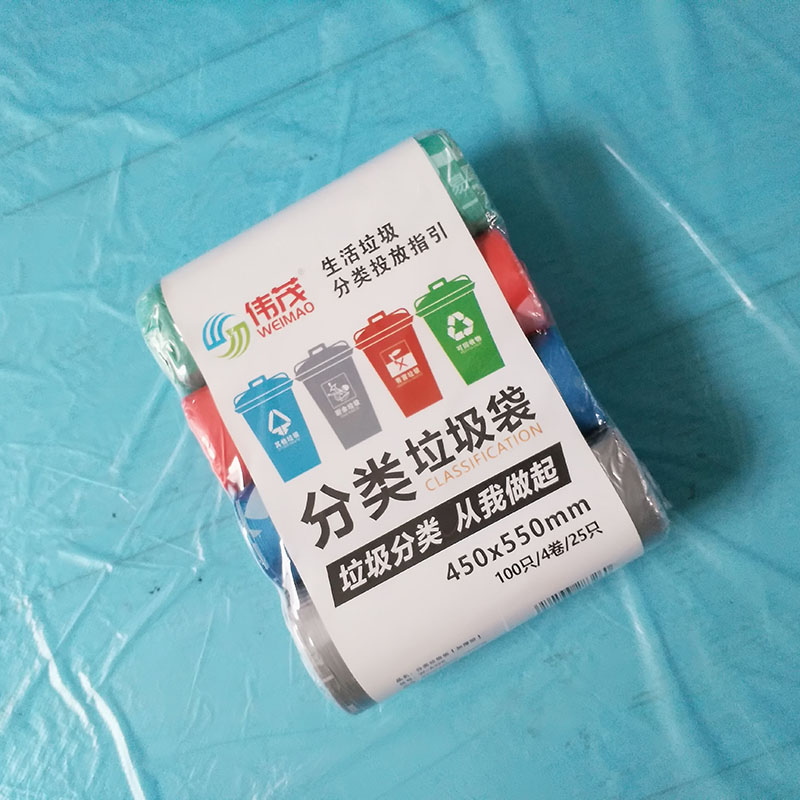 生活垃圾
分类投放指引
伟茂®
WEIMAO
其他垃圾
厨余垃圾
有害垃圾
可回收物
分类垃圾袋
CLASSIFICATION
垃圾分类 从我做起
450x550mm
100只/4卷/25只